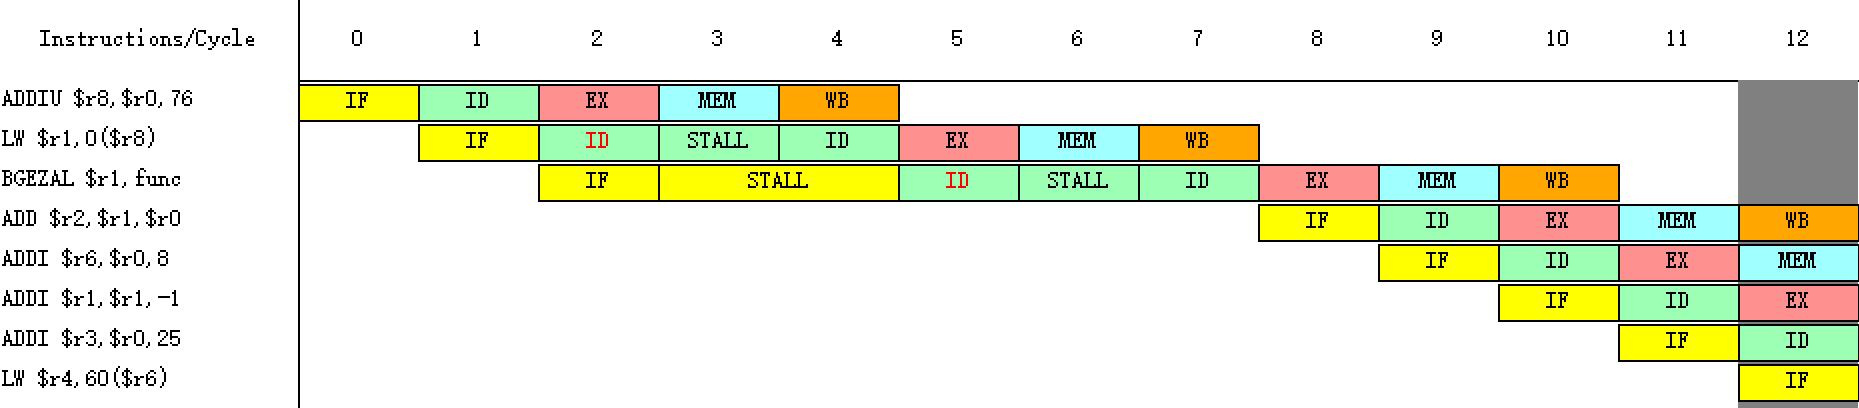 Instructions/Cycle 0 1 2 3 4 5 6 7 8 9 10 11 12
ADDIU $r8,$r0,76 IF ID EX MEM WB
LW $r1,0($r8) IF ID STALL ID EX MEM WB
BGEZAL $r1,func IF STALL ID STALL ID EX MEM WB
ADD $r2,$r1,$r0 IF ID EX MEM WB
ADDI $r6,$r0,8 IF ID EX MEM
ADDI $r1,$r1,-1 IF ID EX
ADDI $r3,$r0,25 IF ID
LW $r4,60($r6) IF